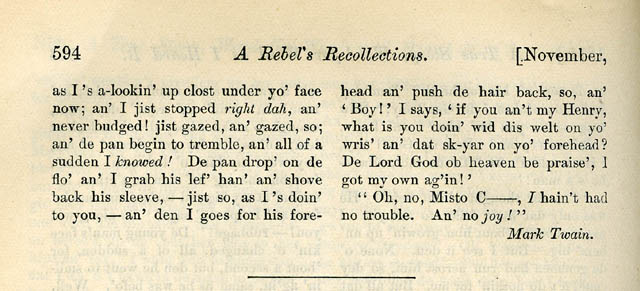 594
A Rebel's Recollections.
[November,
as I 's a-lookin' up clost under yo' face
now; an' I jist stopped right dah, an'
never budged! jist gazed, an' gazed, so;
an' de pan begin to tremble, an' all of a
sudden I knowed! De pan drop' on de
flo' an' I grab his lef' han' an' shove
back his sleeve, — jist so, as I 's doin'
to you, — an' den I goes for his fore-
head an' push de hair back, so, an'
' Boy!' I says, ' if you an't my Henry,
what is you doin' wid dis welt on yo'
wris' an' dat sk-yar on yo' forehead?
De Lord God ob heaven be praise', I
got my own ag'in!'
" Oh, no, Misto C——, I hain't had
no trouble. An' no joy!"
Mark Twain.